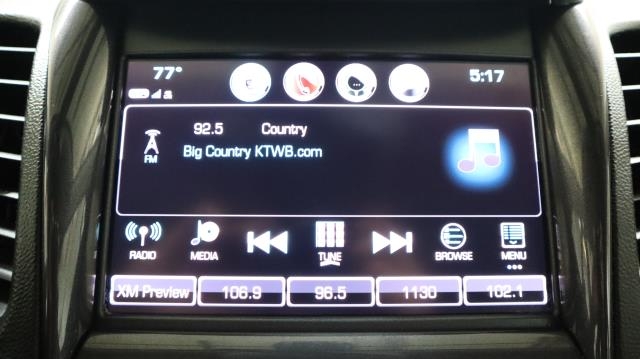 77° 5:17
92.5 Country
FM Big Country KTWB.com
RADIO MEDIA TUNE BROWSE MENU
XM Preview 106.9 96.5 1130 102.1